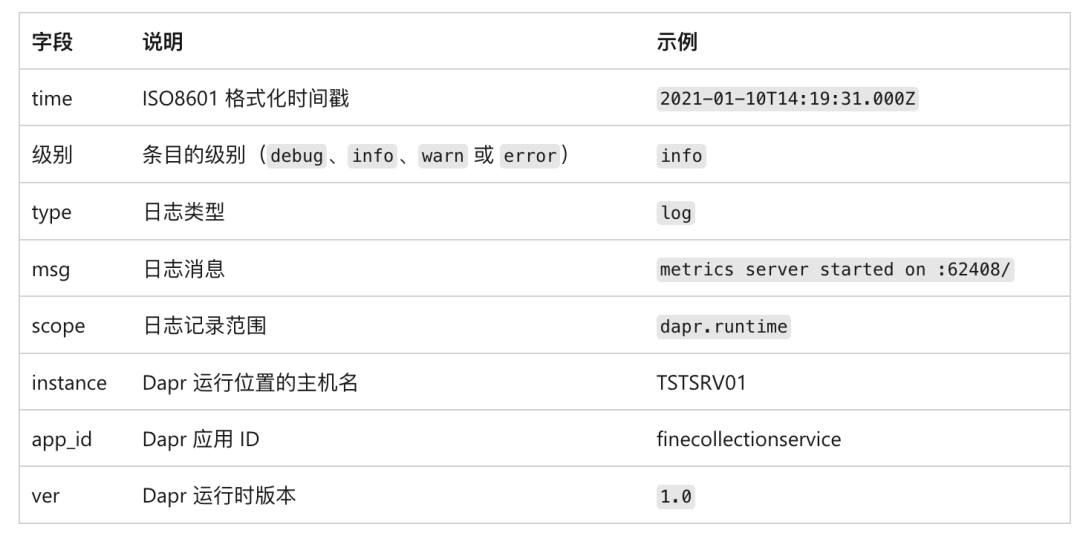 字段 说明 示例
time ISO8601 格式化时间戳 2021-01-10T14:19:31.000Z
级别 条目的级别（debug、info、warn 或 error） info
type 日志类型 log
msg 日志消息 metrics server started on :62408/
scope 日志记录范围 dapr.runtime
instance Dapr 运行位置的主机名 TSTSRV01
app_id Dapr 应用 ID finecollectionservice
ver Dapr 运行时版本 1.0